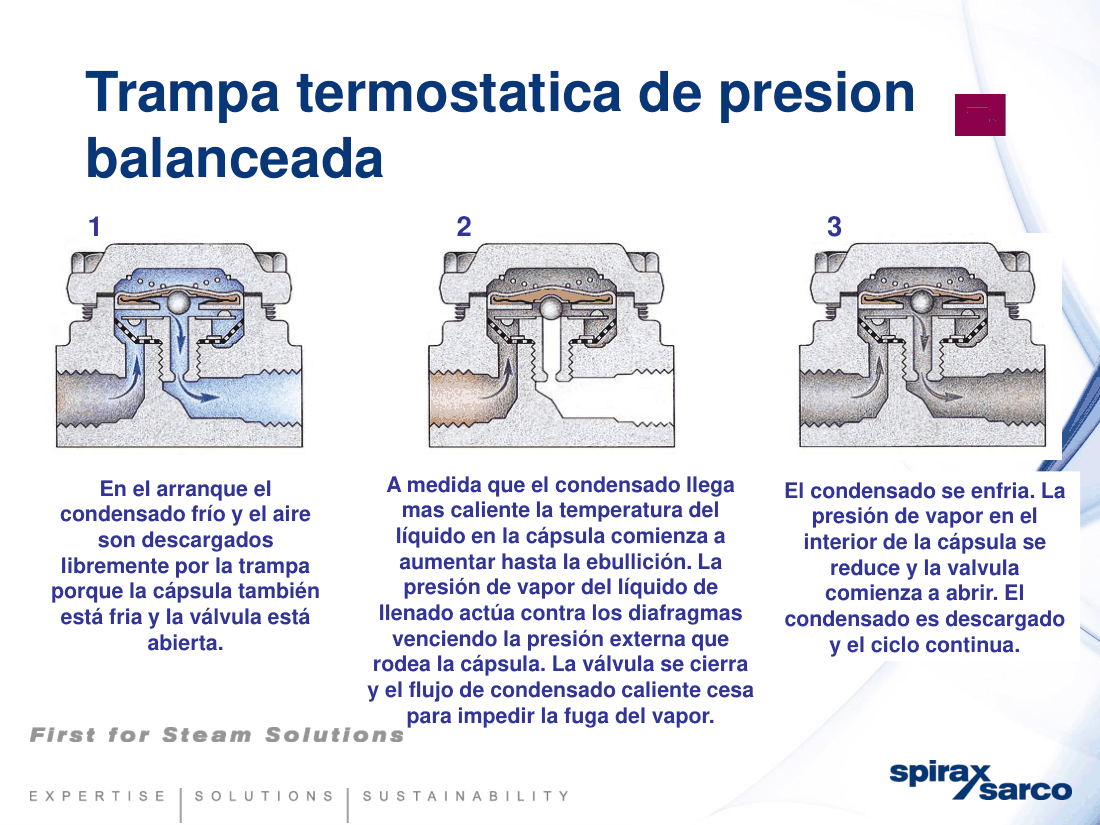 Trampa termostatica de presion
balanceada
1
2
3
En el arranque el
condensado frío y el aire
son descargados
libremente por la trampa
porque la cápsula también
está fria y la válvula está
abierta.
A medida que el condensado llega
mas caliente la temperatura del
líquido en la cápsula comienza a
aumentar hasta la ebullición. La
presión de vapor del líquido de
llenado actúa contra los diafragmas
venciendo la presión externa que
rodea la cápsula. La válvula se cierra
y el flujo de condensado caliente cesa
para impedir la fuga del vapor.
El condensado se enfria. La
presión de vapor en el
interior de la cápsula se
reduce y la valvula
comienza a abrir. El
condensado es descargado
y el ciclo continua.
First for Steam Solutions
EXPERTISE SOLUTIONS SUSTAINABILITY
spirax
sarco